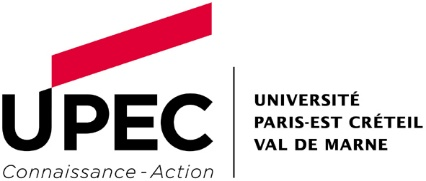 UPEC
Connaissance - Action
UNIVERSITÉ
PARIS-EST CRÉTEIL
VAL DE MARNE